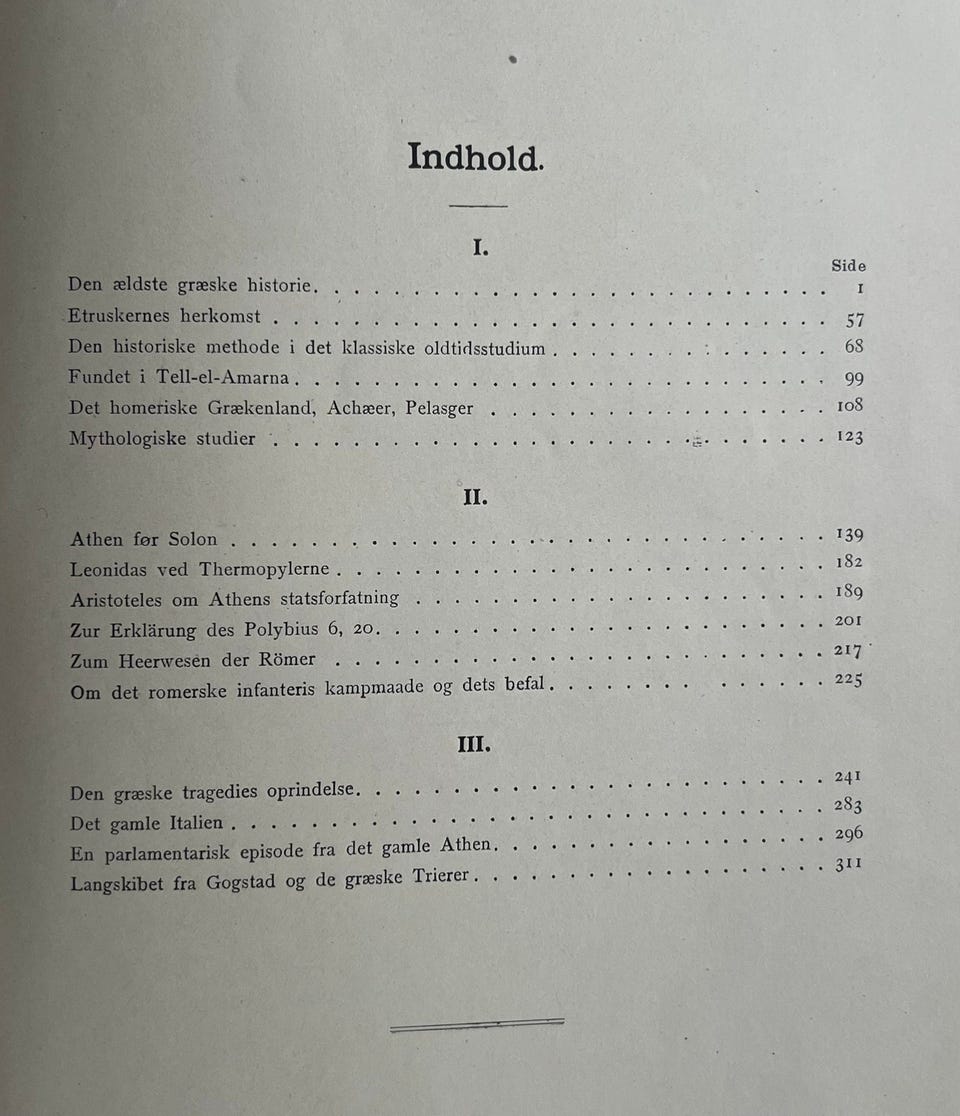 Indhold.
I.
Side
Den ældste græske historie. . . . . . . . . . . . . . . . . . . . . . . . . . 1
Etruskernes herkomst . . . . . . . . . . . . . . . . . . . . . . . . . . . . 57
Den historiske methode i det klassiske oldtidsstudium . . . . . . . . . . . . . . 68
Fundet i Tell-el-Amarna . . . . . . . . . . . . . . . . . . . . . . . . . . . 99
Det homeriske Grækenland, Achæer, Pelasger . . . . . . . . . . . . . . . . . 108
Mythologiske studier . . . . . . . . . . . . . . . . . . . . . . . . . . . . 123
II.
Athen før Solon . . . . . . . . . . . . . . . . . . . . . . . . . . . . . . 139
Leonidas ved Thermopylerne . . . . . . . . . . . . . . . . . . . . . . . . . 182
Aristoteles om Athens statsforfatning . . . . . . . . . . . . . . . . . . . . . 189
Zur Erklärung des Polybius 6, 20. . . . . . . . . . . . . . . . . . . . . . . 201
Zum Heerwesen der Römer . . . . . . . . . . . . . . . . . . . . . . . . . 217
Om det romerske infanteris kampmaade og dets befal . . . . . . . . . . . . . . 225
III.
Den græske tragedies oprindelse. . . . . . . . . . . . . . . . . . . . . . . . 241
Det gamle Italien . . . . . . . . . . . . . . . . . . . . . . . . . . . . . . 283
En parlamentarisk episode fra det gamle Athen. . . . . . . . . . . . . . . . . 296
Langskibet fra Gogstad og de græske Trierer . . . . . . . . . . . . . . . . . . 311